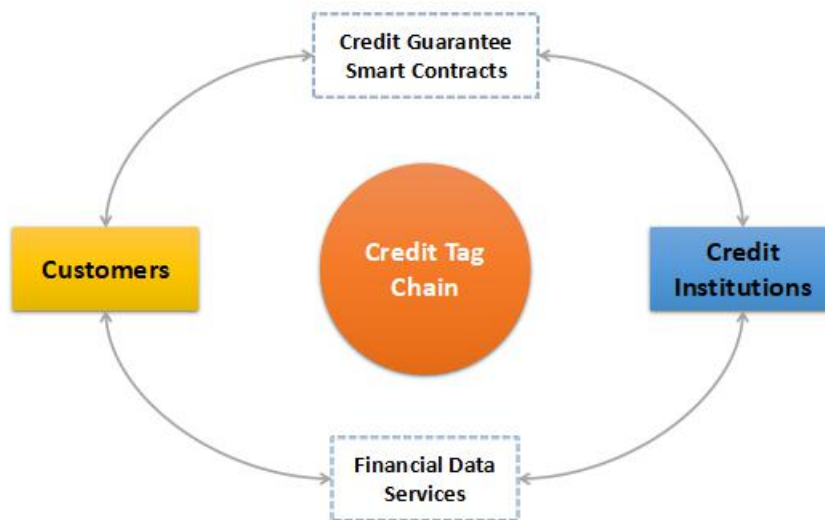 Credit Guarantee
Smart Contracts
Customers
Credit Tag
Chain
Credit
Institutions
Financial Data
Services